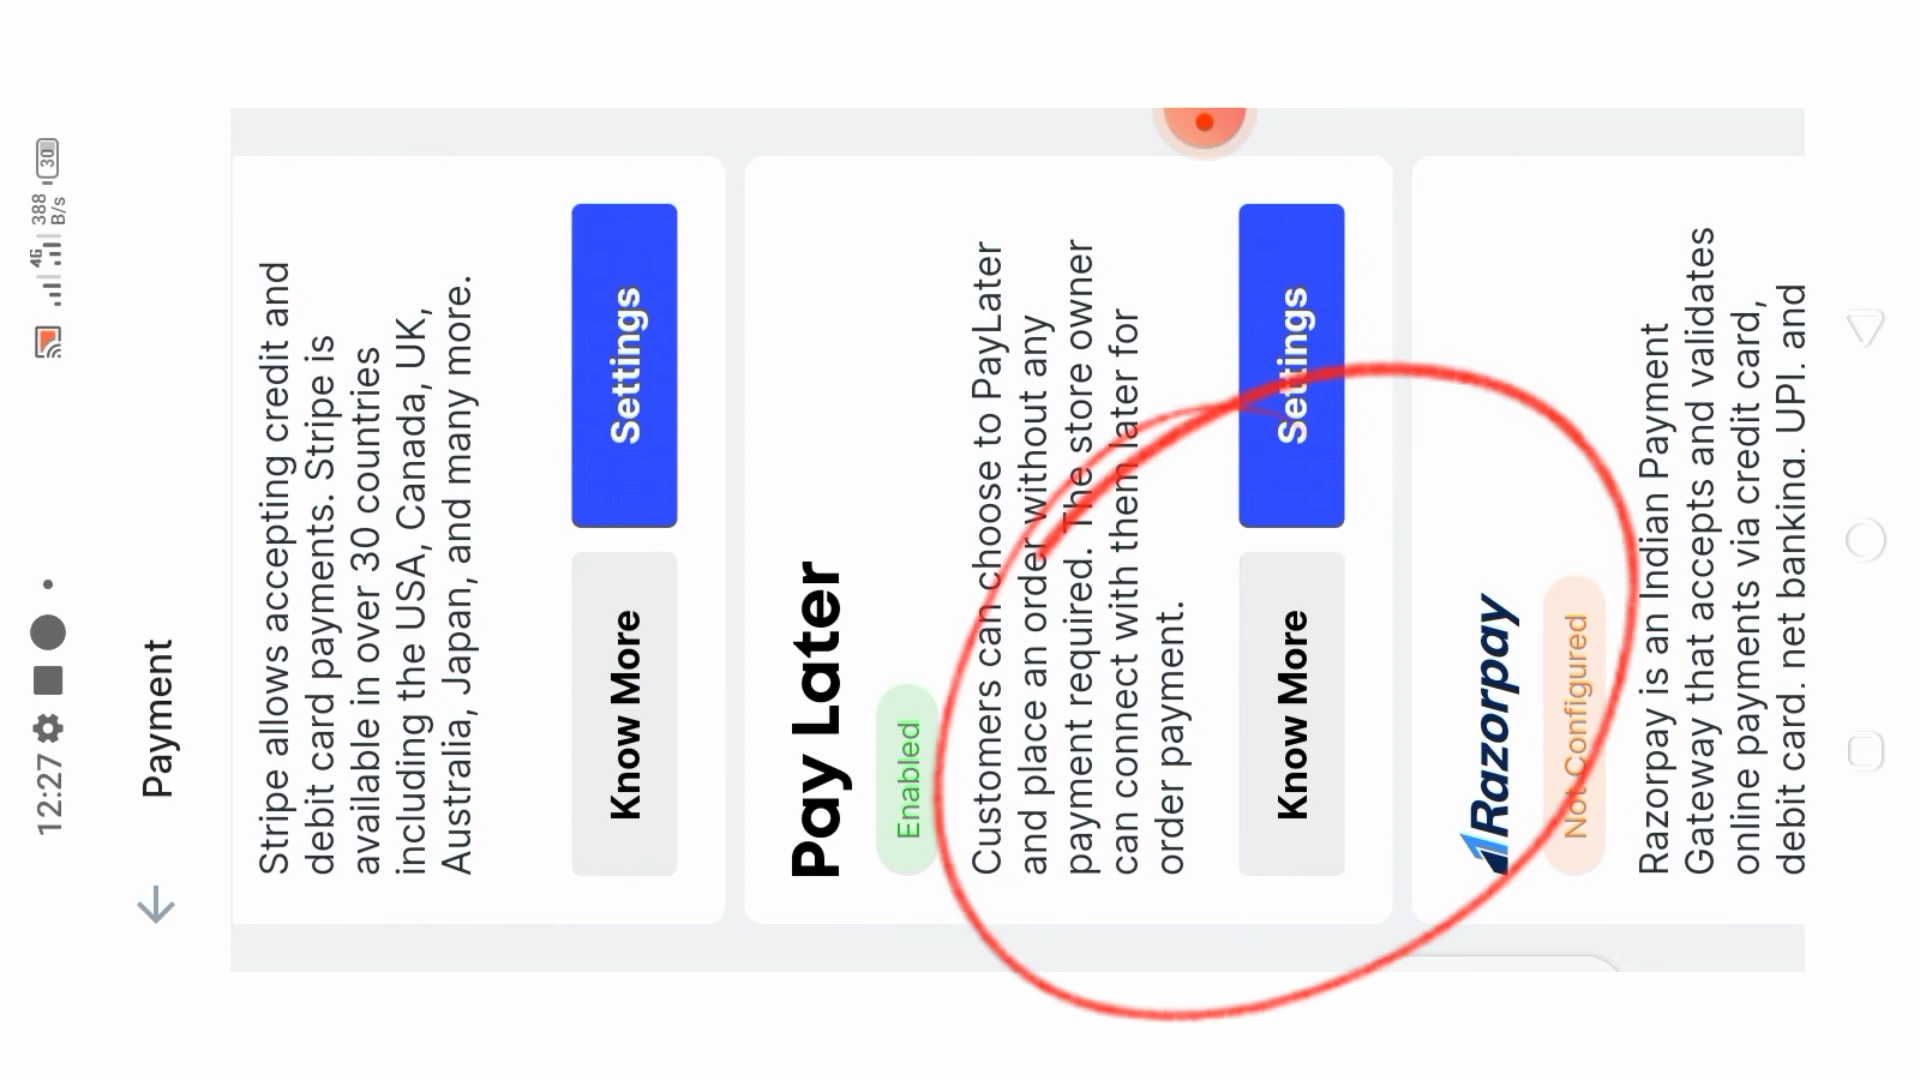 12:27
4G
388
B/s
30
Payment
Stripe allows accepting credit and
debit card payments. Stripe is
available in over 30 countries
including the USA, Canada, UK,
Australia, Japan, and many more.
Know More
Settings
Pay Later
Enabled
Customers can choose to PayLater
and place an order without any
payment required. The store owner
can connect with them later for
order payment.
Know More
Settings
Razorpay
Not Configured
Razorpay is an Indian Payment
Gateway that accepts and validates
online payments via credit card,
debit card, net banking, UPI, and